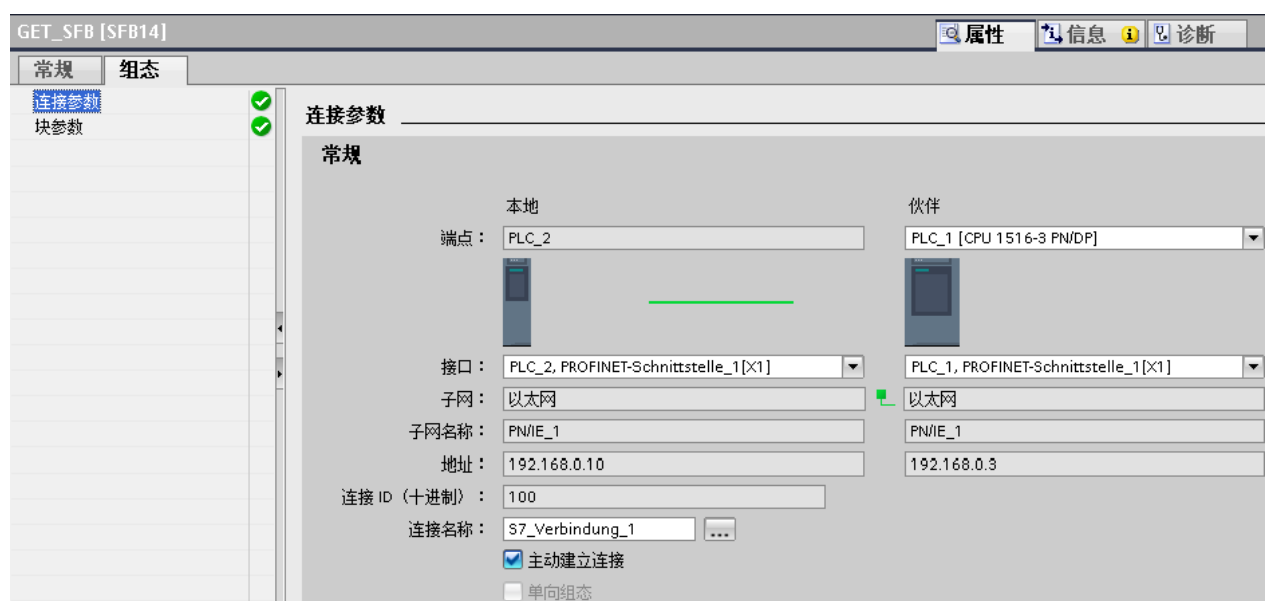 GET_SFB [SFB14] 属性 信息 诊断
常规 组态
连接参数
块参数
连接参数
常规
本地 伙伴
端点： PLC_2 PLC_1 [CPU 1516-3 PN/DP]
接口： PLC_2, PROFINET-Schnittstelle_1[X1] PLC_1, PROFINET-Schnittstelle_1[X1]
子网： 以太网 以太网
子网名称： PN/IE_1 PN/IE_1
地址： 192.168.0.10 192.168.0.3
连接 ID（十进制）： 100
连接名称： S7_Verbindung_1 ...
主动建立连接
单向组态